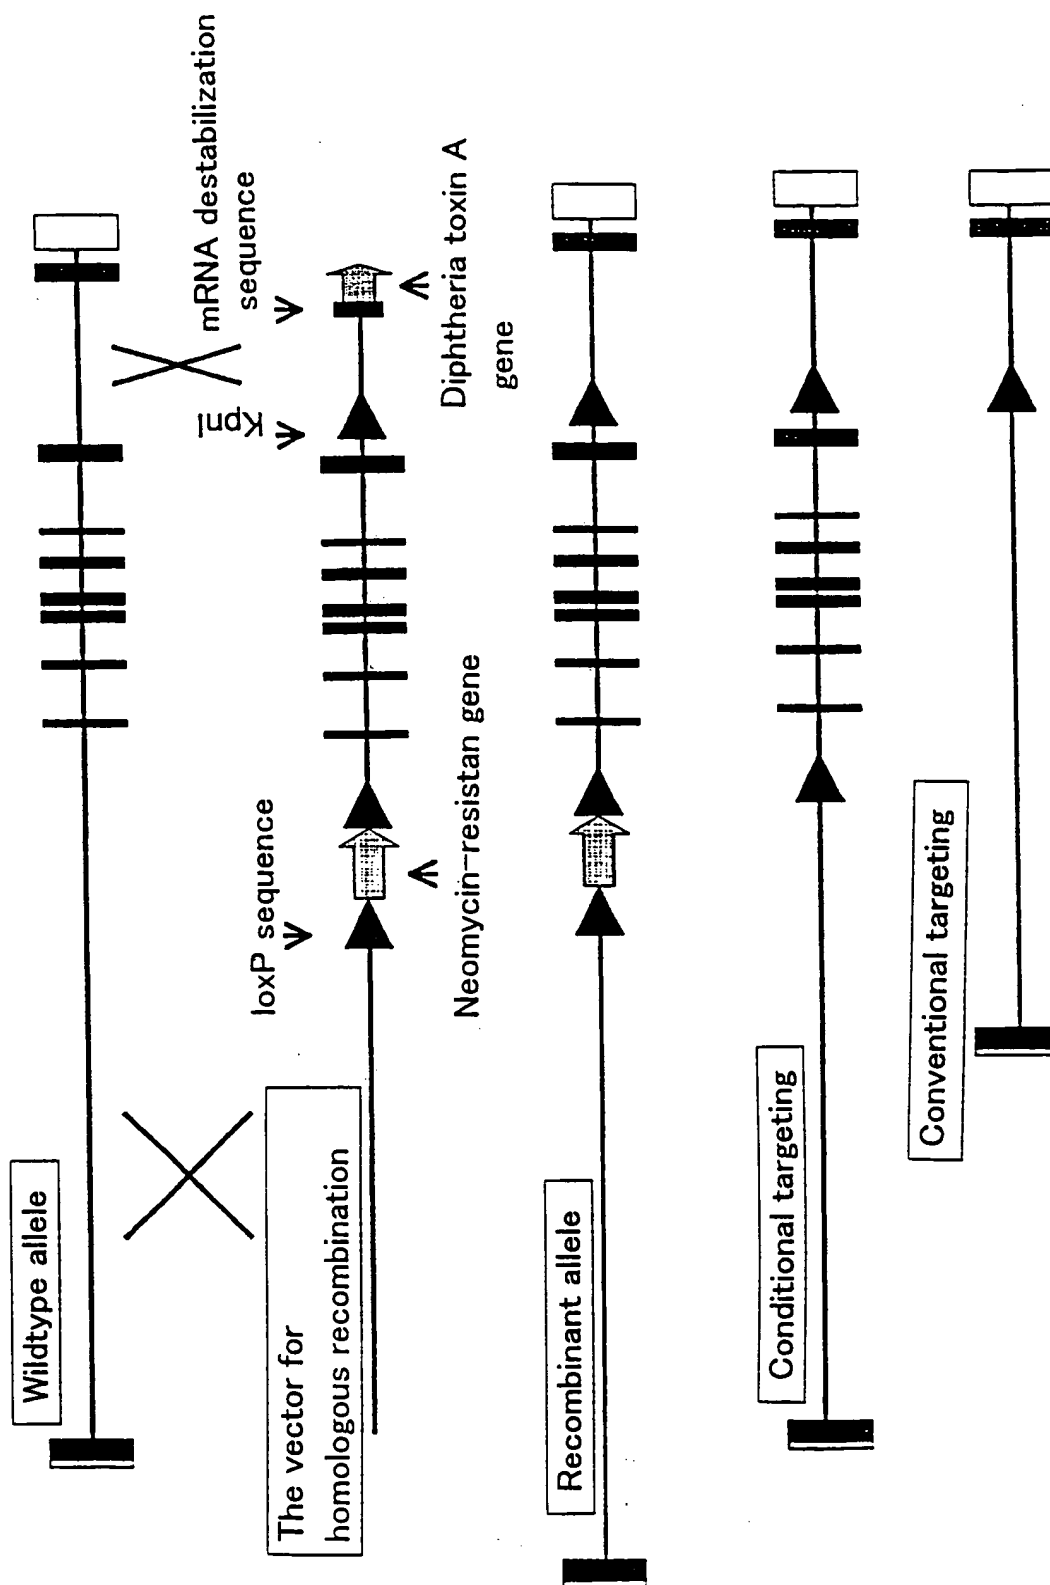 Wildtype allele
mRNA destabilization
sequence
KpnI
The vector for
homologous recombination
loxP sequence
Neomycin-resistan gene
Diphtheria toxin A
gene
Recombinant allele
Conditional targeting
Conventional targeting